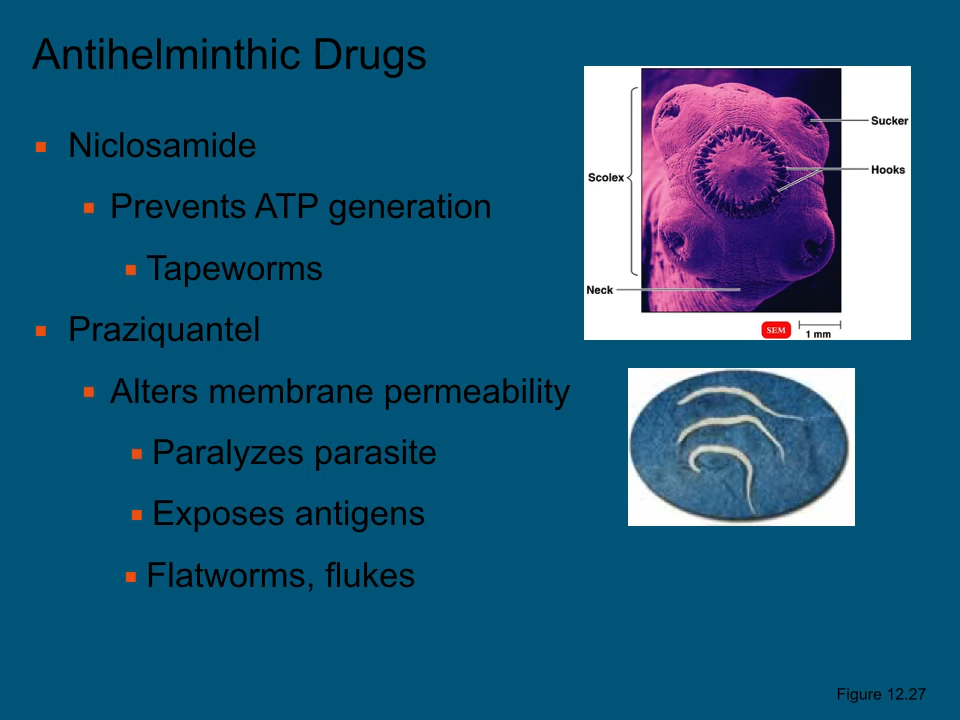 Antihelminthic Drugs
Niclosamide
Prevents ATP generation
Tapeworms
Praziquantel
Alters membrane permeability
Paralyzes parasite
Exposes antigens
Flatworms, flukes
Sucker
Hooks
Scolex
Neck
SEM
1 mm
Figure 12.27